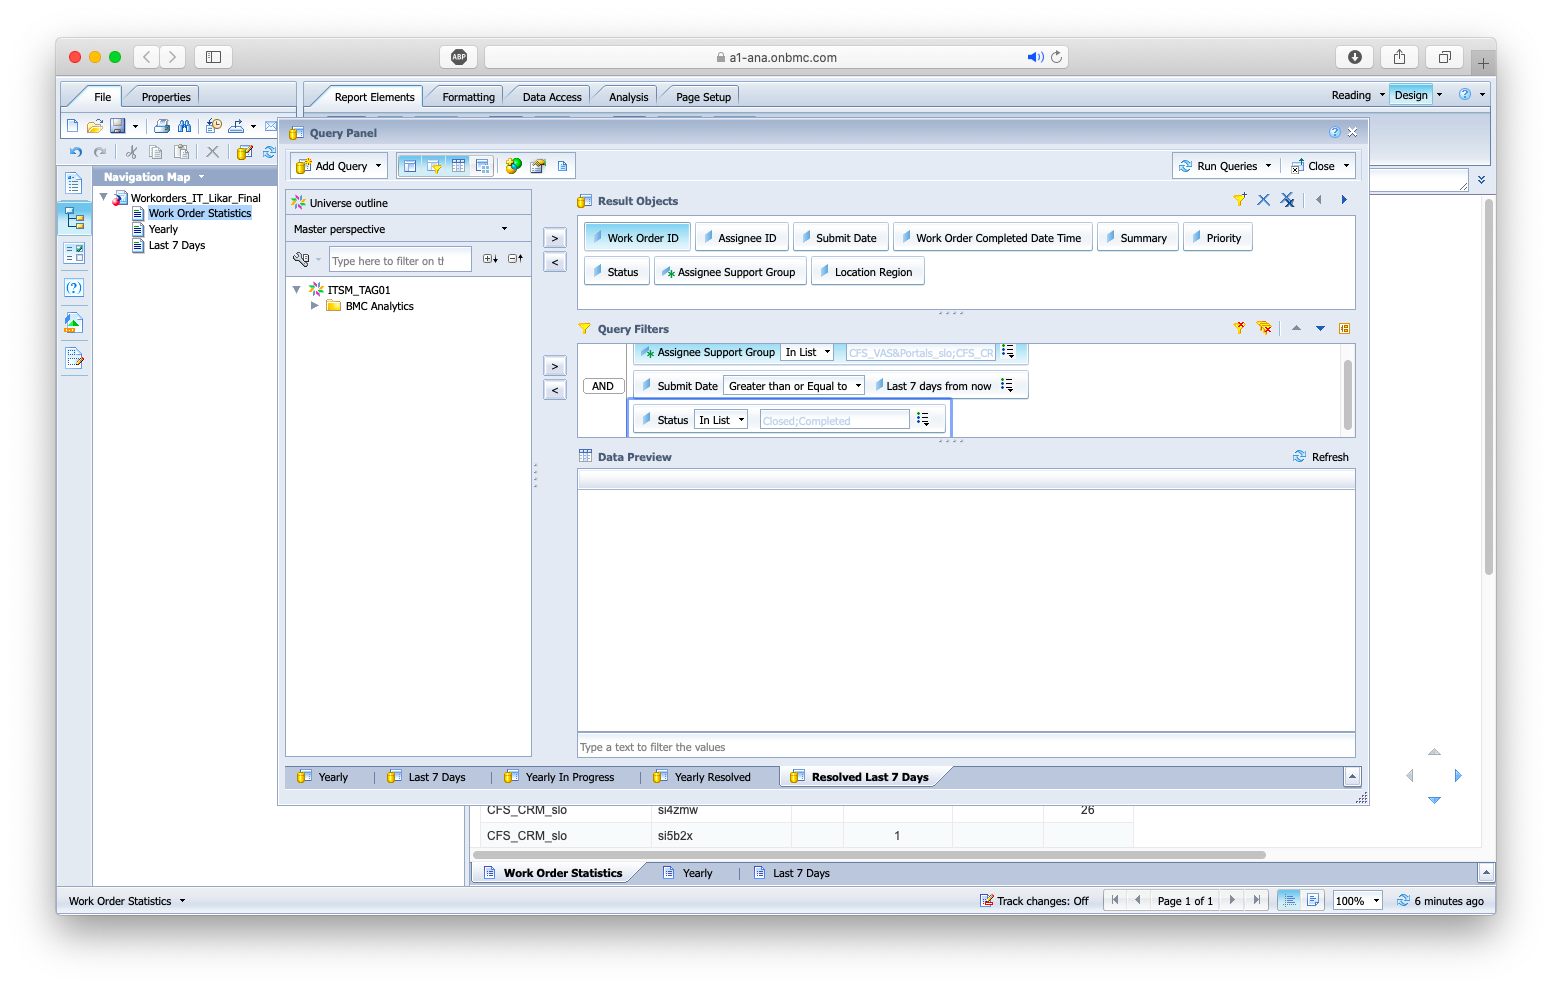 ABP
a1-ana.onbmc.com
File
Properties
Report Elements
Formatting
Data Access
Analysis
Page Setup
Reading
Design
Query Panel
Add Query
Run Queries
Close
Navigation Map
Workorders_IT_Likar_Final
Work Order Statistics
Yearly
Last 7 Days
Universe outline
Master perspective
Type here to filter on tl
ITSM_TAG01
BMC Analytics
Result Objects
Work Order ID
Assignee ID
Submit Date
Work Order Completed Date Time
Summary
Priority
Status
Assignee Support Group
Location Region
Query Filters
AND
Assignee Support Group
In List
CFS_VAS&Portals_slo;CFS_CR
Submit Date
Greater than or Equal to
Last 7 days from now
Status
In List
Closed;Completed
Data Preview
Refresh
Type a text to filter the values
Yearly
Last 7 Days
Yearly In Progress
Yearly Resolved
Resolved Last 7 Days
CFS_CRM_slo si4zmw 26
CFS_CRM_slo si5b2x 1
Work Order Statistics
Yearly
Last 7 Days
Work Order Statistics
Track changes: Off
Page 1 of 1
100%
6 minutes ago